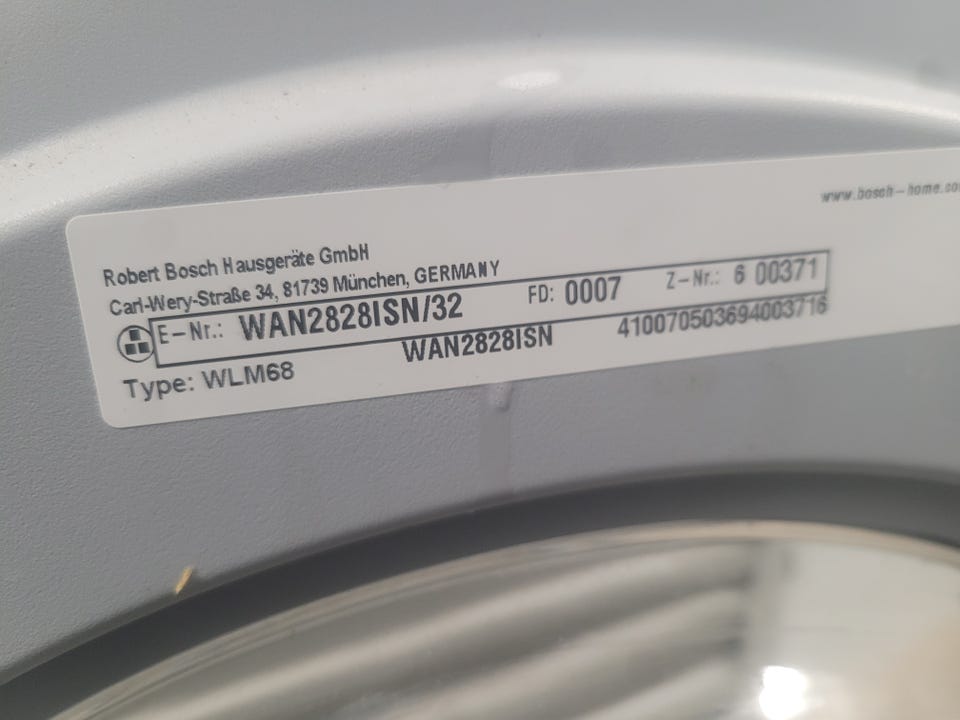 www.bosch-home.co
Robert Bosch Hausgeräte GmbH
Carl-Wery-Straße 34, 81739 München, GERMANY
E-Nr.: WAN2828ISN/32 FD: 0007 Z-Nr.: 6 00371
Type: WLM68 WAN2828ISN 410070503694003716